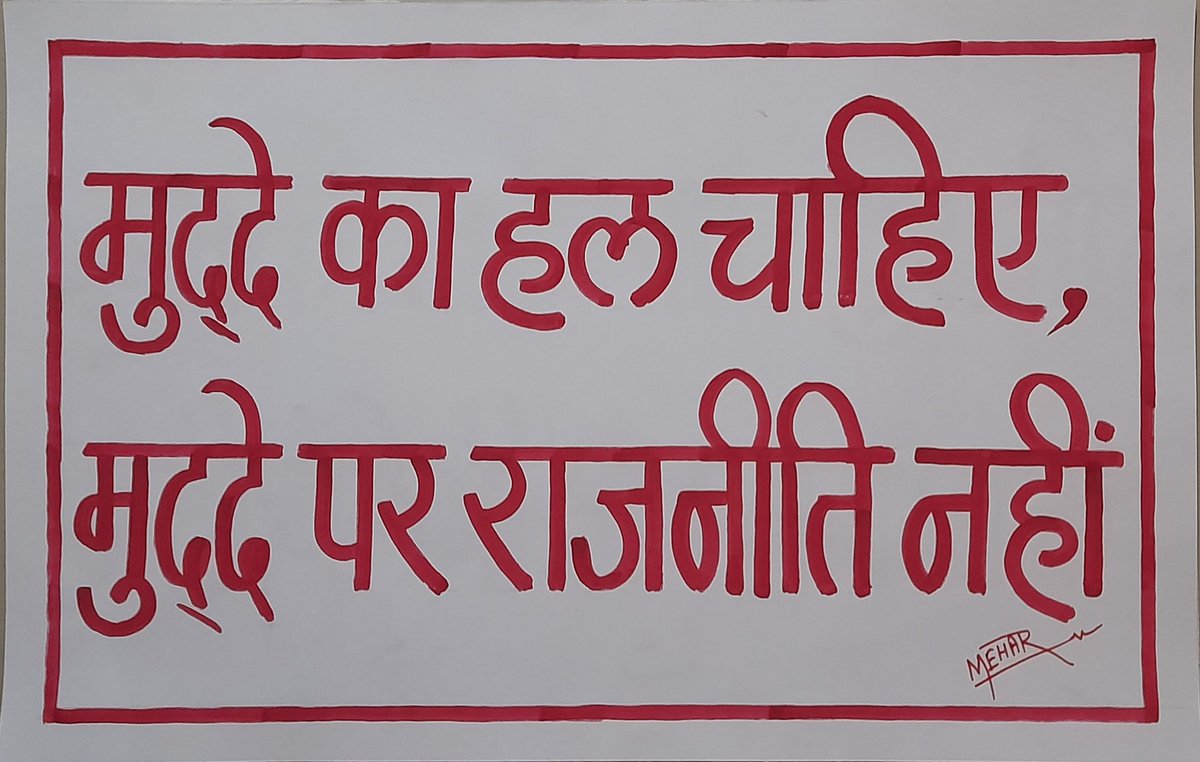 मुद्‌दे का हल चाहिए,
मुद्‌दे पर राजनीति नहीं
MEHAR